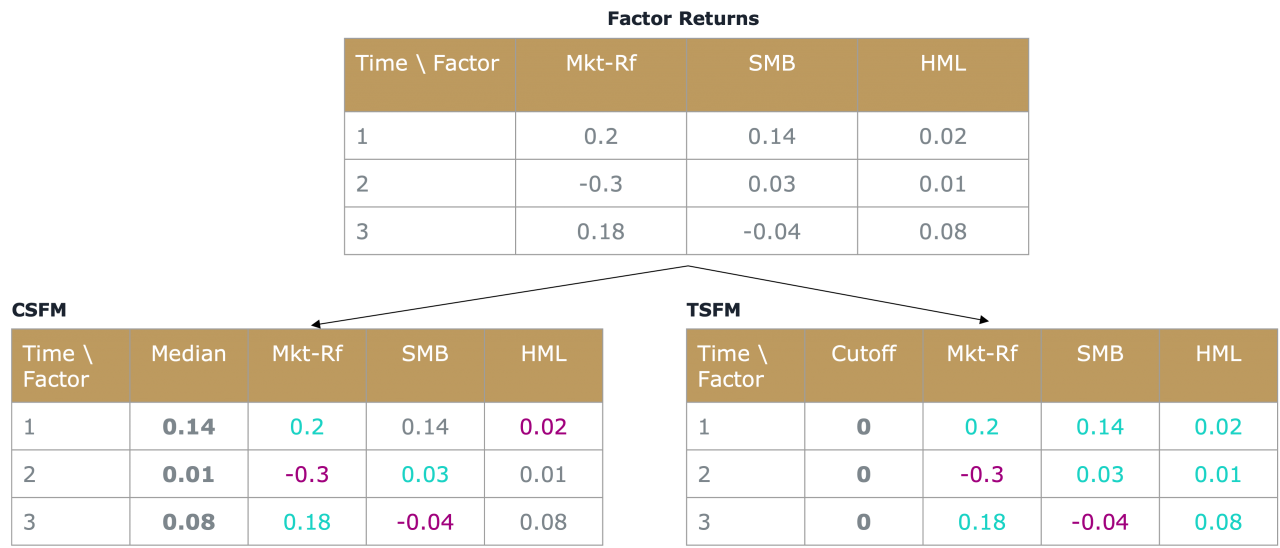 Factor Returns
Time \ Factor Mkt-Rf SMB HML
1 0.2 0.14 0.02
2 -0.3 0.03 0.01
3 0.18 -0.04 0.08
CSFM
Time \ Factor Median Mkt-Rf SMB HML
1 0.14 0.2 0.14 0.02
2 0.01 -0.3 0.03 0.01
3 0.08 0.18 -0.04 0.08
TSFM
Time \ Factor Cutoff Mkt-Rf SMB HML
1 0 0.2 0.14 0.02
2 0 -0.3 0.03 0.01
3 0 0.18 -0.04 0.08